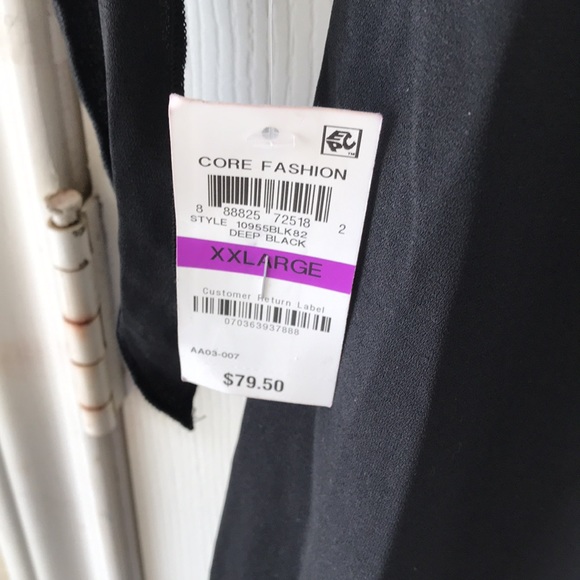 EPC™
CORE FASHION
8 88825 72518 2
STYLE 10955BLK82
DEEP BLACK
XXLARGE
Customer Return Label
070363937888
AA03-007
$79.50